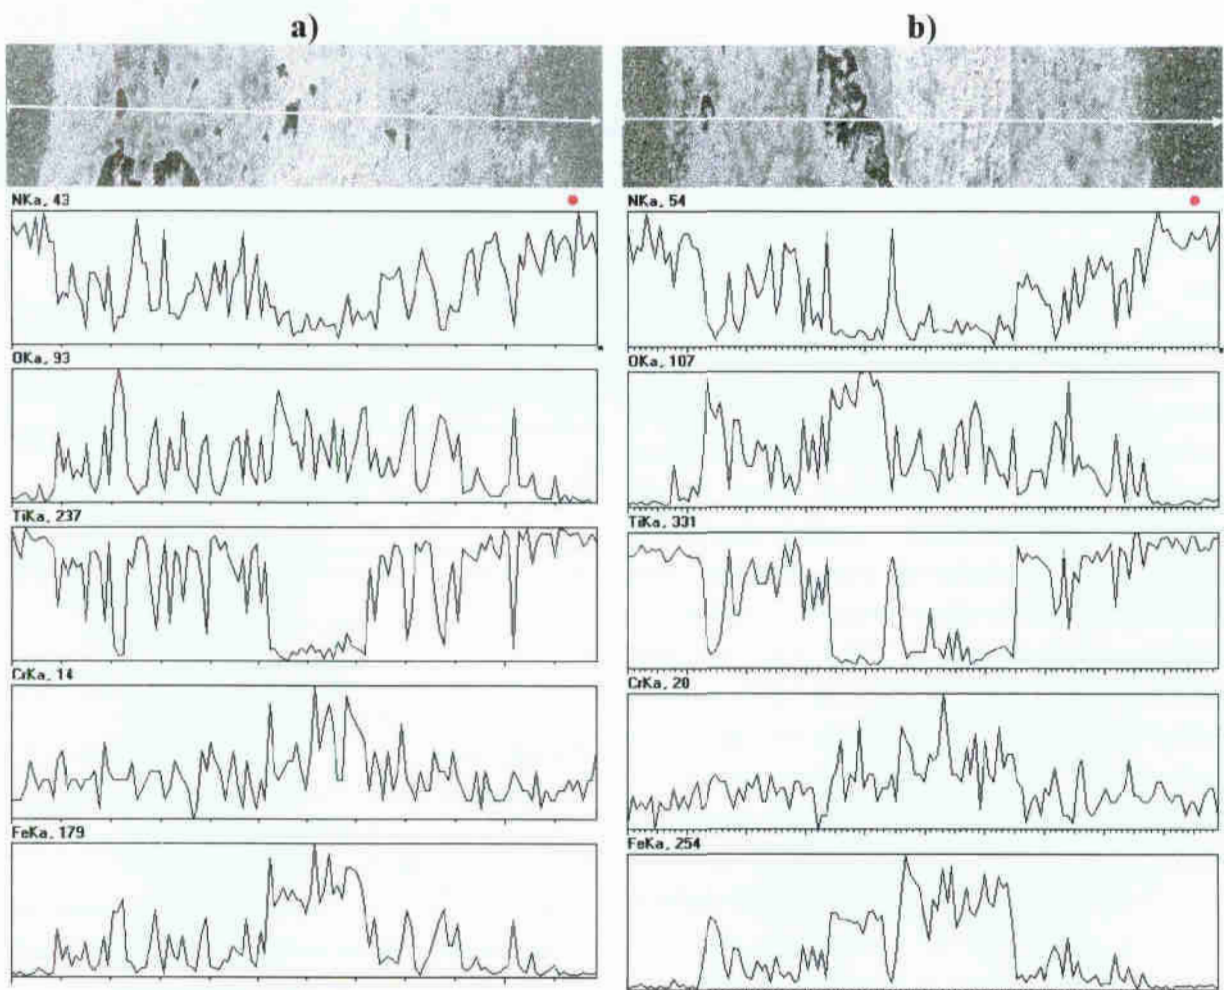 a)
NKa, 43
OKa, 93
TiKa, 237
CrKa, 14
FeKa, 179
b)
NKa, 54
OKa, 107
TiKa, 331
CrKa, 20
FeKa, 254